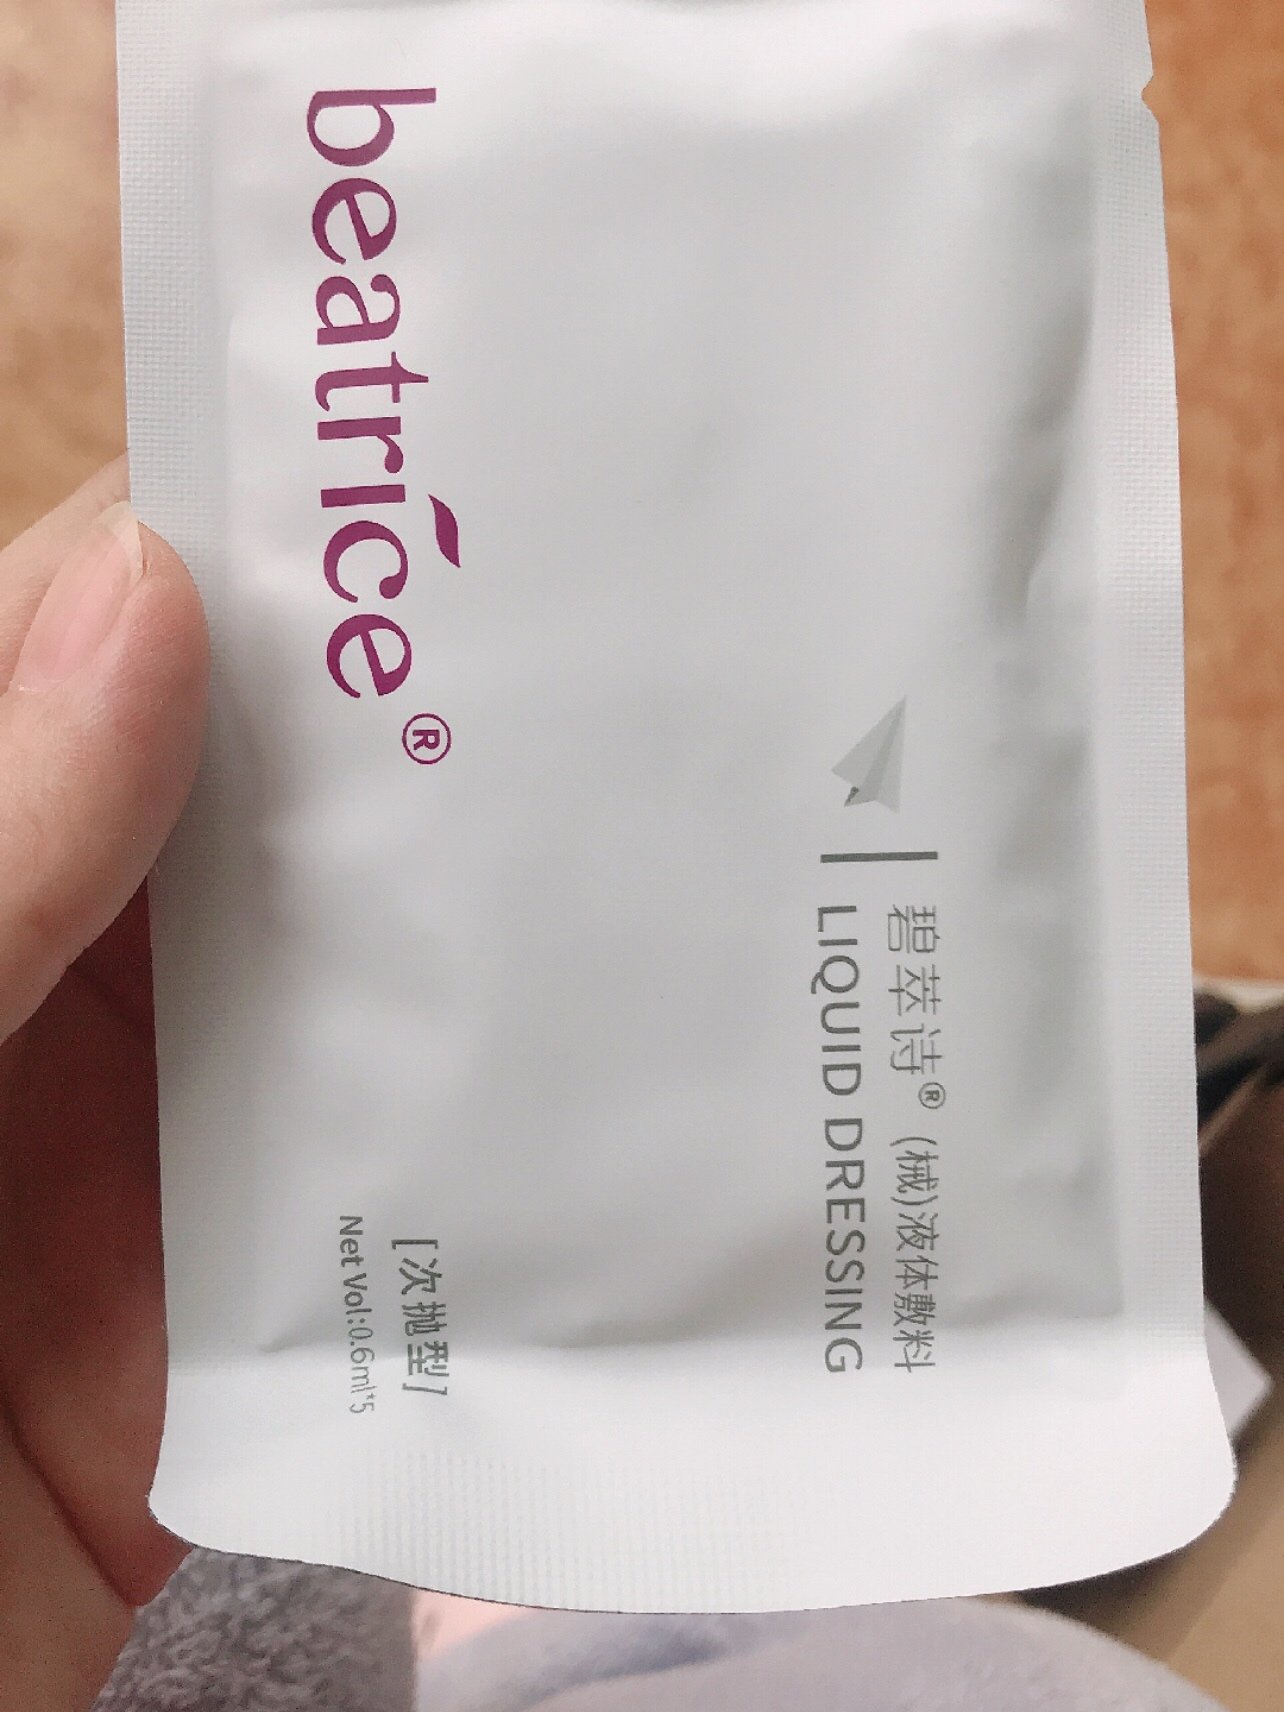 beatrice®
碧萃诗®(械)液体敷料
LIQUID DRESSING
[次抛型]
Net Vol:0.6ml*5